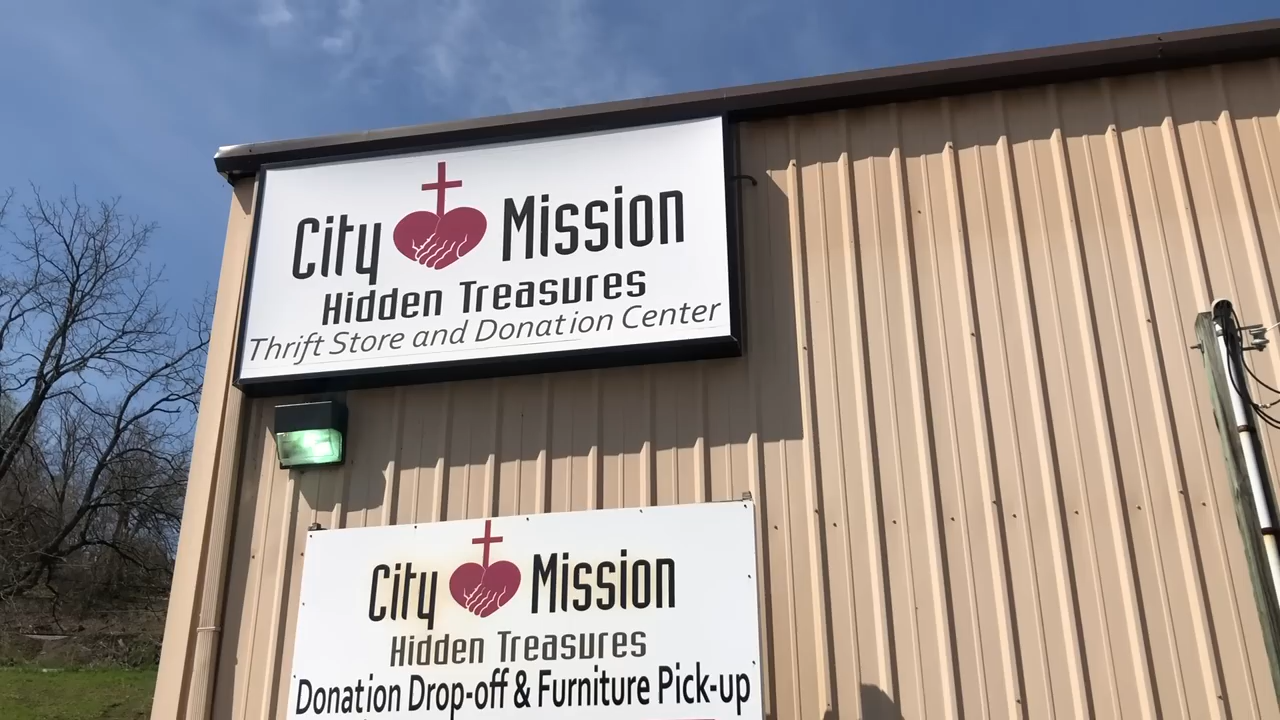 City Mission
Hidden Treasures
Thrift Store and Donation Center
City Mission
Hidden Treasures
Donation Drop-off & Furniture Pick-up